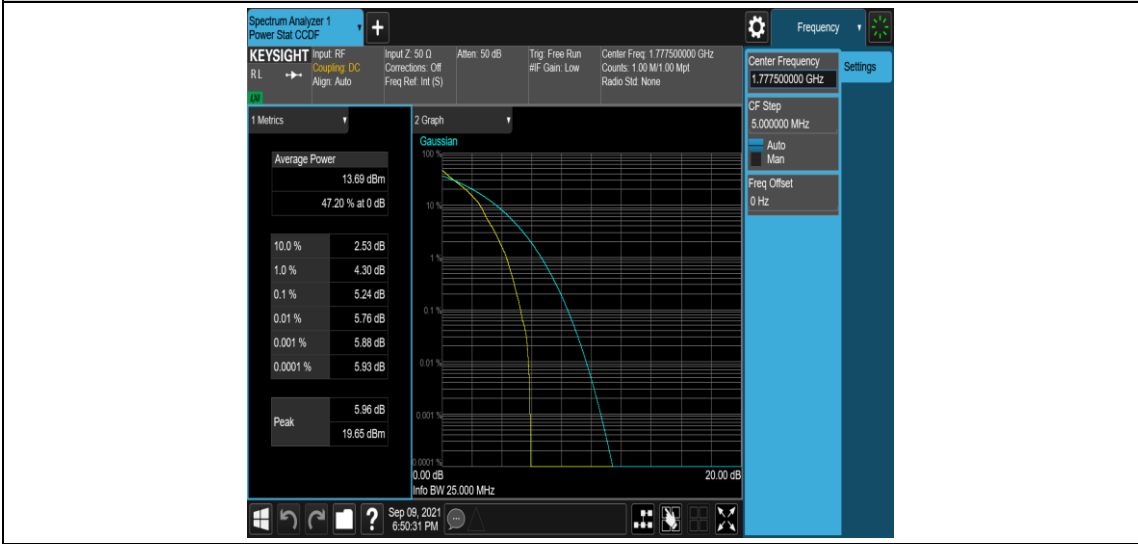 Spectrum Analyzer 1
Power Stat CCDF
+
Frequency
KEYSIGHT
RL
LXI
Input: RF
Coupling: DC
Align: Auto
Input Z: 50 Ω
Corrections: Off
Freq Ref: Int (S)
Atten: 50 dB
Trig: Free Run
#IF Gain: Low
Center Freq: 1.777500000 GHz
Counts: 1.00 M/1.00 Mpt
Radio Std: None
Center Frequency
1.777500000 GHz
Settings
CF Step
5.000000 MHz
Auto
Man
Freq Offset
0 Hz
1 Metrics
Average Power
13.69 dBm
47.20 % at 0 dB
10.0 % 2.53 dB
1.0 % 4.30 dB
0.1 % 5.24 dB
0.01 % 5.76 dB
0.001 % 5.88 dB
0.0001 % 5.93 dB
Peak
5.96 dB
19.65 dBm
2 Graph
Gaussian
100 %
10 %
1 %
0.1 %
0.01 %
0.001 %
0.0001 %
0.00 dB 20.00 dB
Info BW 25.000 MHz
?
Sep 09, 2021
6:50:31 PM